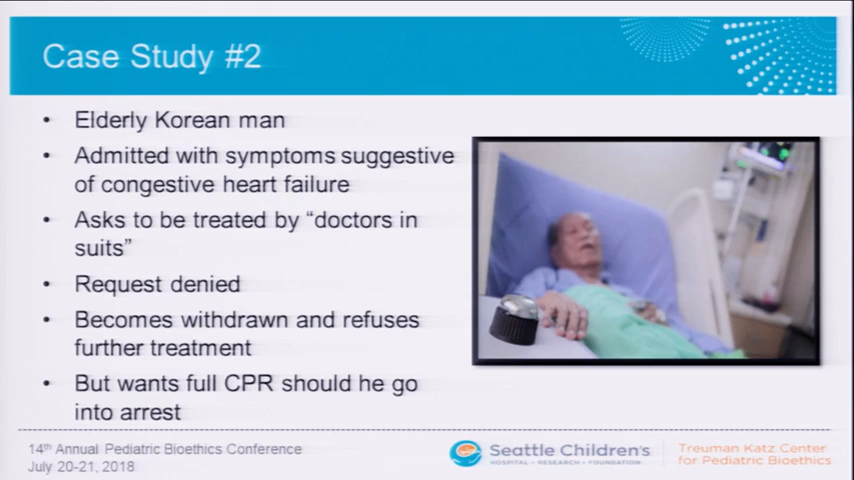 Case Study #2
• Elderly Korean man
• Admitted with symptoms suggestive
of congestive heart failure
• Asks to be treated by “doctors in
suits”
• Request denied
• Becomes withdrawn and refuses
further treatment
• But wants full CPR should he go
into arrest
14th Annual Pediatric Bioethics Conference
July 20-21, 2018
Seattle Children's
HOSPITAL • RESEARCH • FOUNDATION
Treuman Katz Center
for Pediatric Bioethics